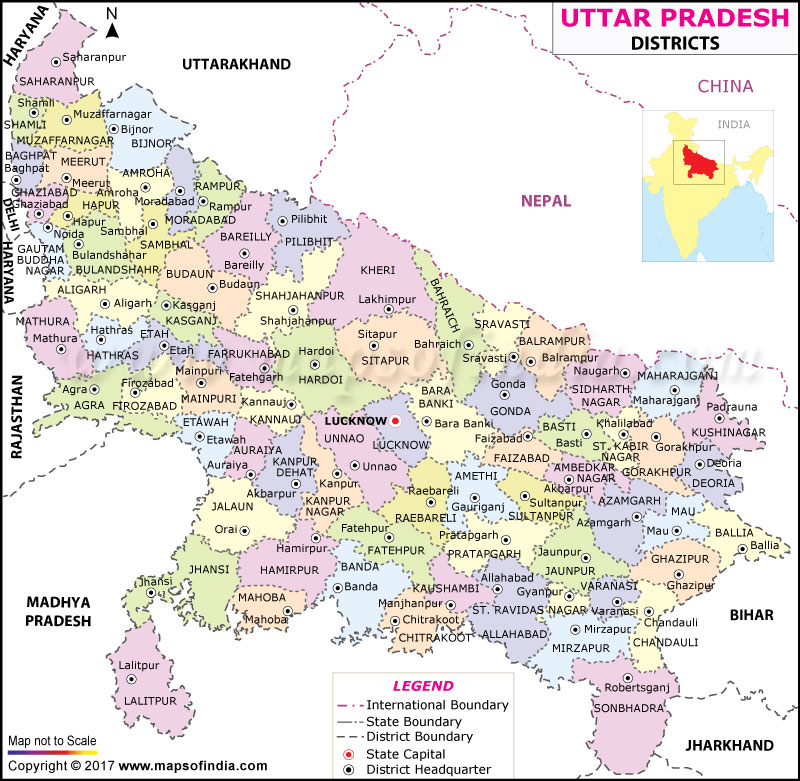 UTTAR PRADESH
DISTRICTS
N
HARYANA
UTTARAKHAND
CHINA
INDIA
NEPAL
DELHI
HARYANA
RAJASTHAN
MADHYA
PRADESH
BIHAR
JHARKHAND
Saharanpur
SAHARANPUR
Shamli
SHAMLI
Muzaffarnagar
MUZAFFARNAGAR
Bijnor
BIJNOR
BAGHPAT
Baghpat
MEERUT
Meerut
AMROHA
Amroha
Moradabad
MORADABAD
RAMPUR
Rampur
GHAZIABAD
Ghaziabad
HAPUR
Hapur
Sambhal
SAMBHAL
Noida
GAUTAM
BUDDHA
NAGAR
Bulandshahar
BULANDSHAHR
BAREILLY
Bareilly
Pilibhit
PILIBHIT
BUDAUN
Budaun
KHERI
Lakhimpur
ALIGARH
Aligarh
Kasganj
KASGANJ
SHAHJAHANPUR
Shahjahanpur
BAHRAICH
Bahraich
SRAVASTI
Sravasti
BALRAMPUR
Balrampur
MATHURA
Mathura
Hathras
HATHRAS
ETAH
Etah
FARRUKHABAD
Fatehgarh
Hardoi
HARDOI
Sitapur
SITAPUR
Naugarh
SIDHARTH
NAGAR
MAHARAJGANJ
Maharajganj
Agra
AGRA
Firozabad
FIROZABAD
Mainpuri
MAINPURI
Kannauj
KANNAUJ
BARA
BANKI
Bara Banki
Gonda
GONDA
Padrauna
KUSHINAGAR
ETAWAH
Etawah
LUCKNOW
LUCKNOW
UNNAO
Unnao
Faizabad
FAIZABAD
BASTI
Basti
Khalilabad
ST. KABIR
NAGAR
Gorakhpur
GORAKHPUR
Deoria
DEORIA
AURAIYA
Auraiya
KANPUR
DEHAT
Akbarpur
Kanpur
KANPUR
NAGAR
AMETHI
Gauriganj
AMBEDKAR
NAGAR
Akbarpur
Raebareli
RAEBARELI
Sultanpur
SULTANPUR
AZAMGARH
Azamgarh
MAU
Mau
BALLIA
Ballia
JALAUN
Orai
Fatehpur
FATEHPUR
Pratapgarh
PRATAPGARH
Hamirpur
HAMIRPUR
Jaunpur
JAUNPUR
GHAZIPUR
Ghazipur
JHANSI
Jhansi
BANDA
Banda
KAUSHAMBI
Manjhanpur
Allahabad
ALLAHABAD
Gyanpur
ST. RAVIDAS NAGAR
VARANASI
Varanasi
MAHOBA
Mahoba
Chitrakoot
CHITRAKOOT
Mirzapur
MIRZAPUR
Chandauli
CHANDAULI
Lalitpur
LALITPUR
Robertsganj
SONBHADRA
LEGEND
International Boundary
State Boundary
District Boundary
State Capital
District Headquarter
Map not to Scale
Copyright © 2017 www.mapsofindia.com